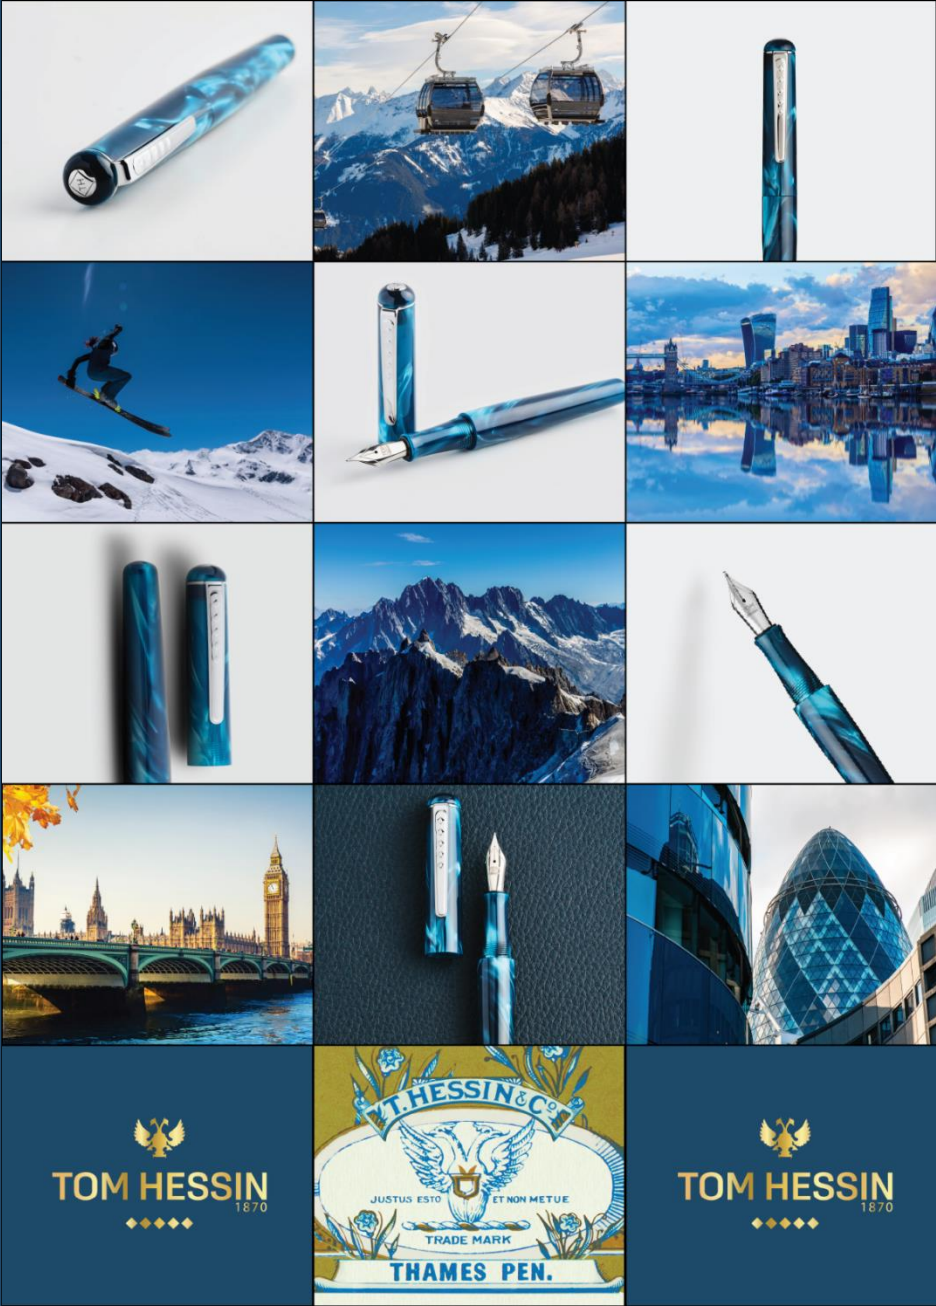 TOM HESSIN
1870
T. HESSIN & Co
JUSTUS ESTO ET NON METUE
TRADE MARK
THAMES PEN.
TOM HESSIN
1870